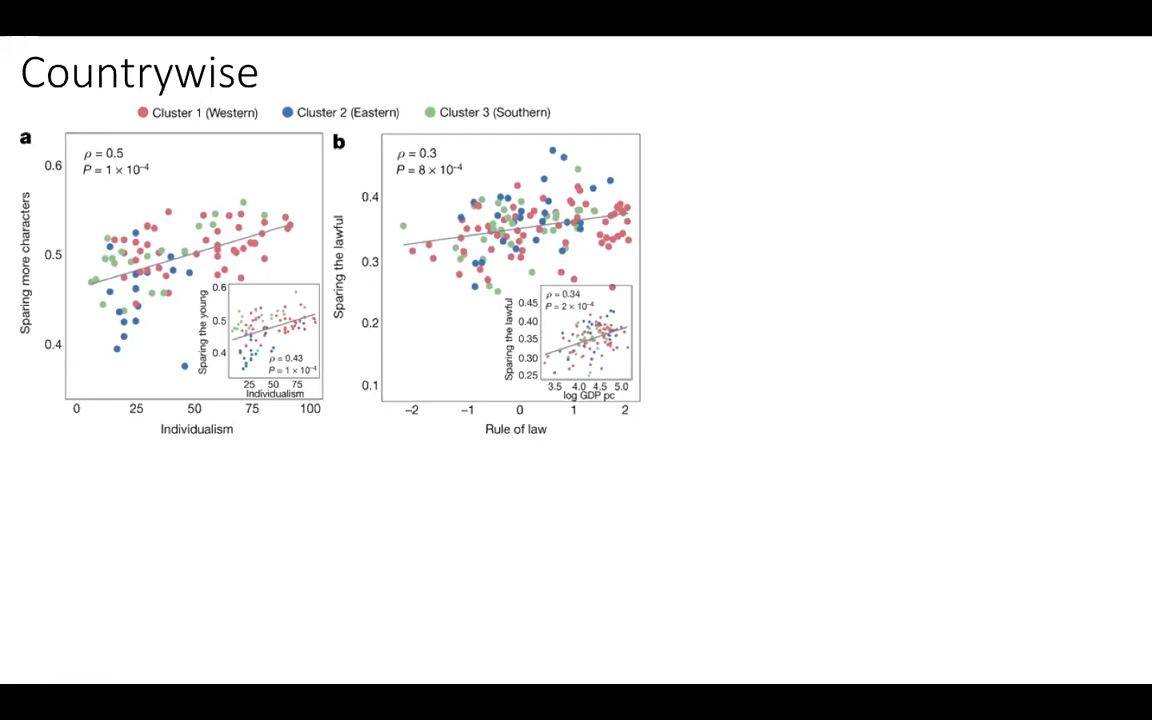 Countrywise
Cluster 1 (Western) Cluster 2 (Eastern) Cluster 3 (Southern)
a
ρ = 0.5
P = 1 × 10⁻⁴
Sparing more characters
0.6
0.5
0.4
0 25 50 75 100
Individualism
Sparing the young
0.6
0.5
0.4
ρ = 0.43
P = 1 × 10⁻⁴
25 50 75
Individualism
b
ρ = 0.3
P = 8 × 10⁻⁴
Sparing the lawful
0.4
0.3
0.2
0.1
−2 −1 0 1 2
Rule of law
Sparing the lawful
ρ = 0.34
P = 2 × 10⁻⁴
0.45
0.40
0.35
0.30
0.25
3.5 4.0 4.5 5.0
log GDP pc